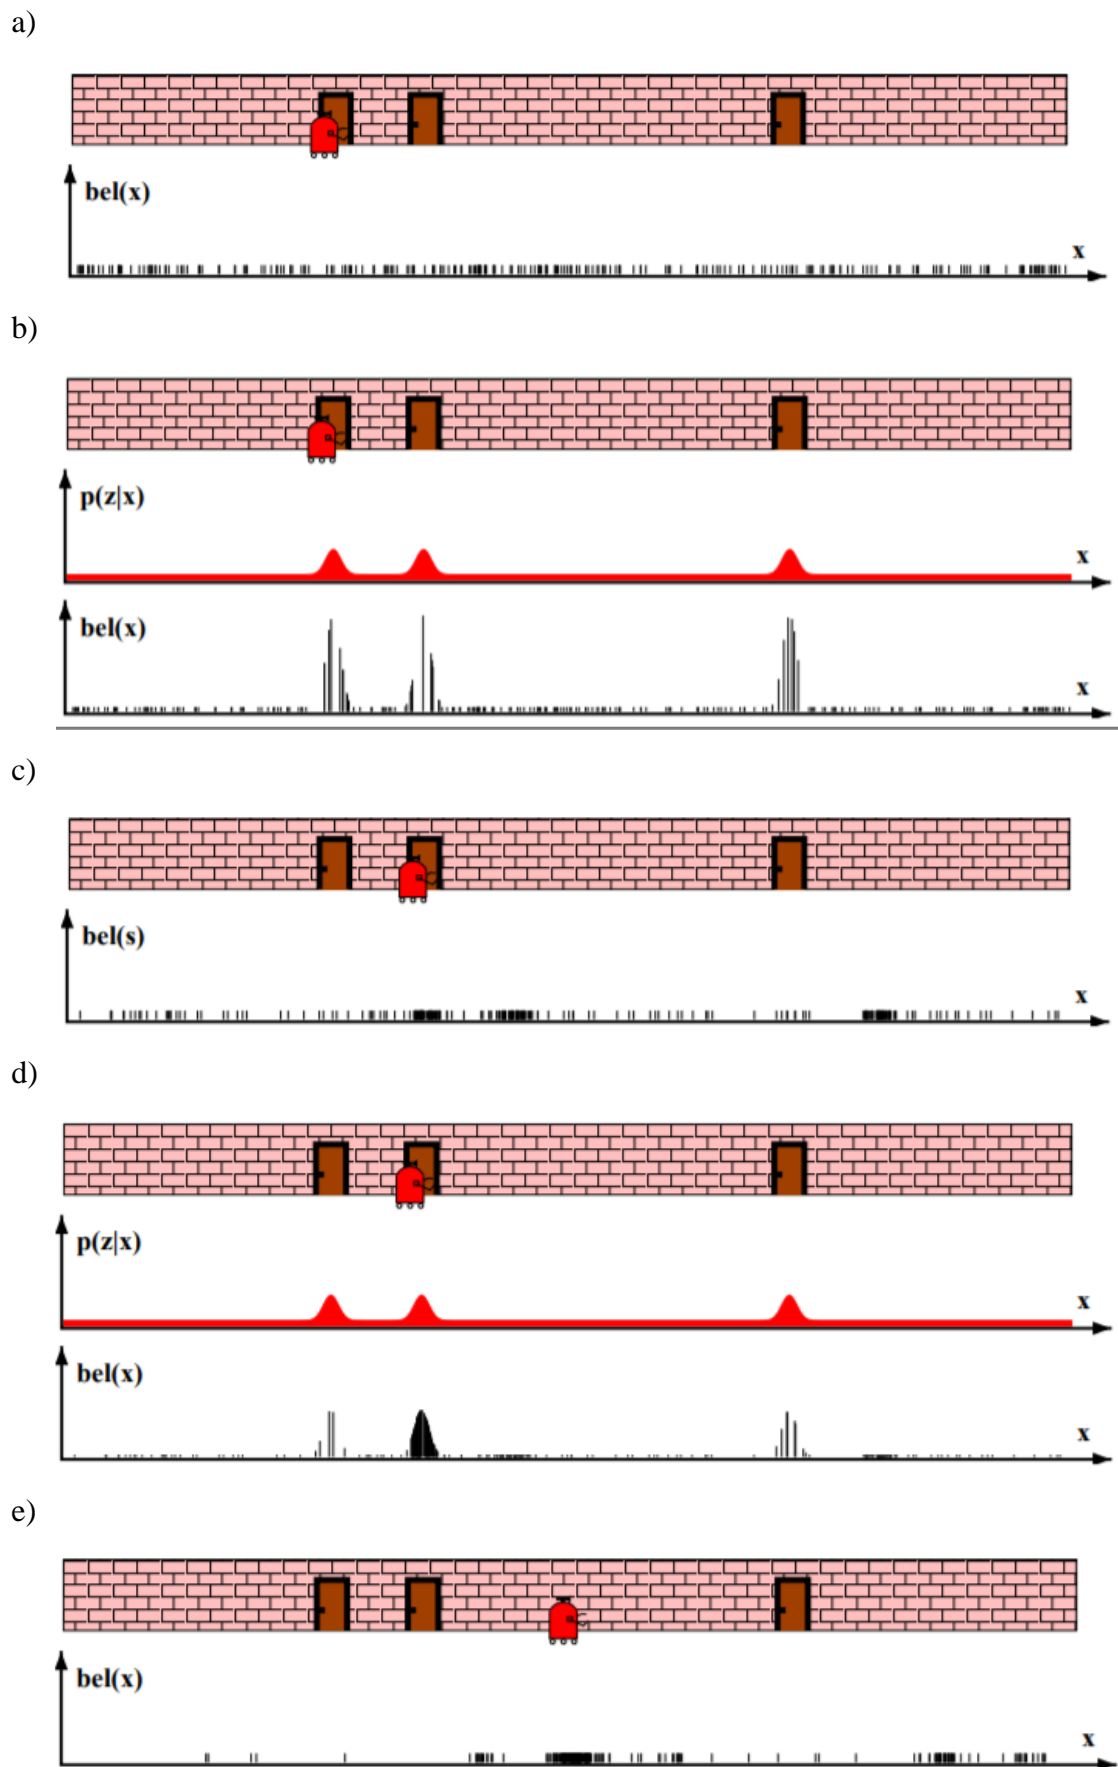 a)
bel(x)
x
b)
p(z|x)
x
bel(x)
x
c)
bel(s)
x
d)
p(z|x)
x
bel(x)
x
e)
bel(x)
x